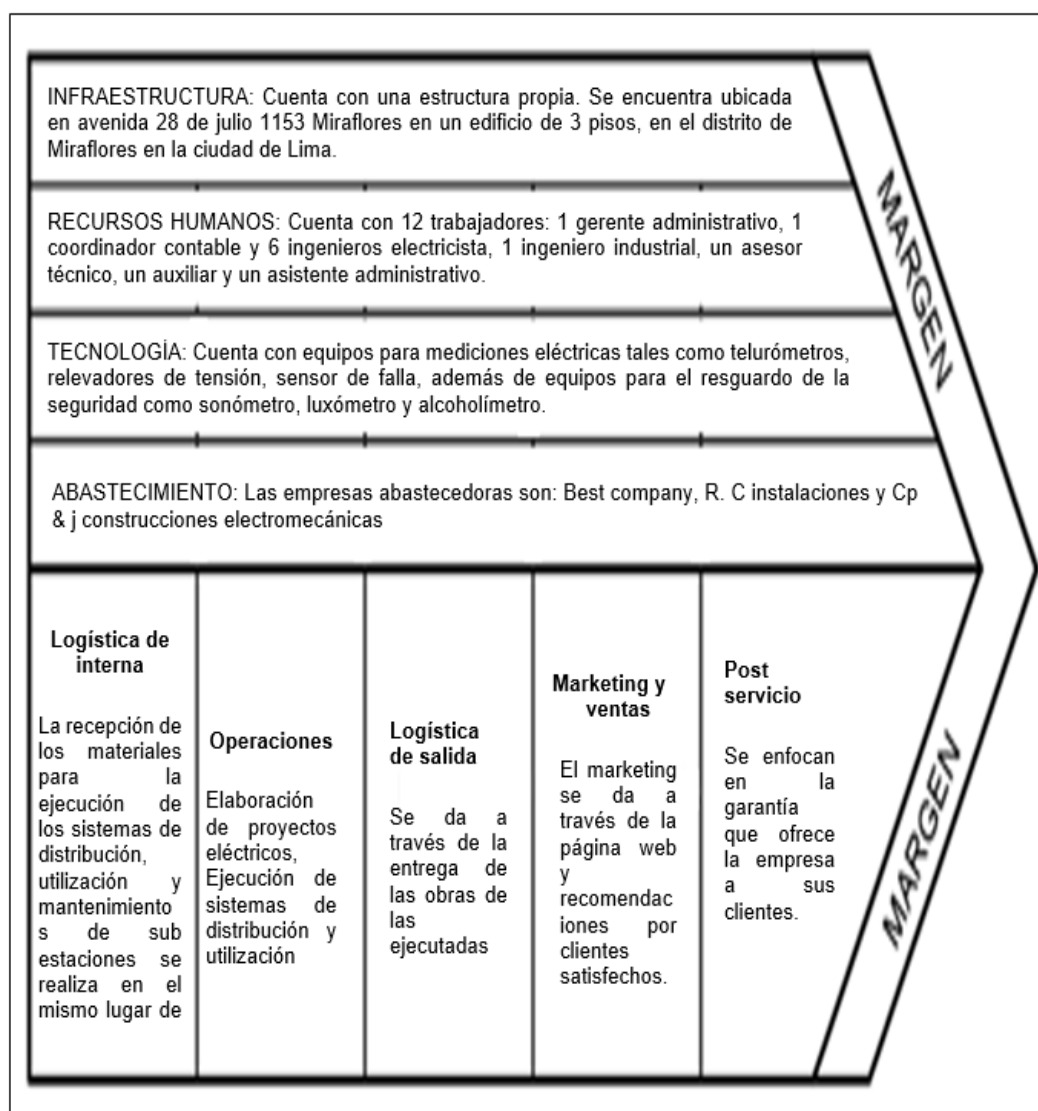 INFRAESTRUCTURA: Cuenta con una estructura propia. Se encuentra ubicada
en avenida 28 de julio 1153 Miraflores en un edificio de 3 pisos, en el distrito de
Miraflores en la ciudad de Lima.
RECURSOS HUMANOS: Cuenta con 12 trabajadores: 1 gerente administrativo, 1
coordinador contable y 6 ingenieros electricista, 1 ingeniero industrial, un asesor
técnico, un auxiliar y un asistente administrativo.
TECNOLOGÍA: Cuenta con equipos para mediciones eléctricas tales como telurómetros,
relevadores de tensión, sensor de falla, además de equipos para el resguardo de la
seguridad como sonómetro, luxómetro y alcoholímetro.
ABASTECIMIENTO: Las empresas abastecedoras son: Best company, R. C instalaciones y Cp
& j construcciones electromecánicas
MARGEN
Logística de
interna
La recepción de
los materiales
para la
ejecución de
los sistemas de
distribución,
utilización y
mantenimiento
s de sub
estaciones se
realiza en el
mismo lugar de
Operaciones
Elaboración
de proyectos
eléctricos,
Ejecución de
sistemas de
distribución y
utilización
Logística
de salida
Se da a
través de la
entrega de
las obras de
las
ejecutadas
Marketing y
ventas
El marketing
se da a
través de la
página web
y
recomendac
iones por
clientes
satisfechos.
Post
servicio
Se enfocan
en la
garantía
que ofrece
la empresa
a sus
clientes.
MARGEN